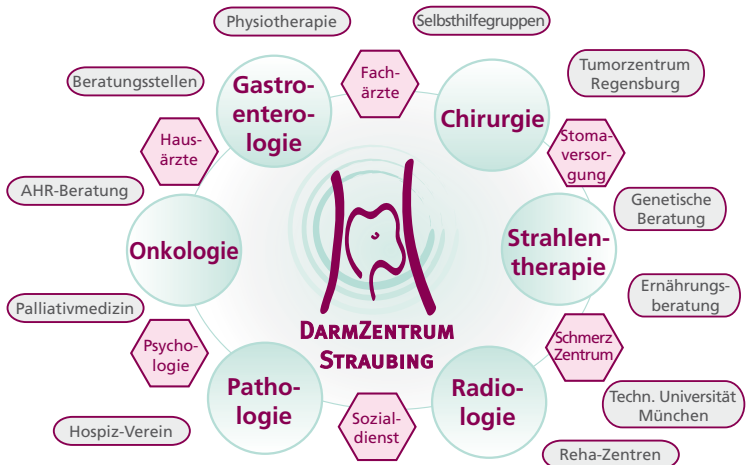 Physiotherapie
Selbsthilfegruppen
Beratungsstellen
Gastro-
enterolo-
logie
Fach-
ärzte
Chirurgie
Tumorzentrum
Regensburg
Haus-
ärzte
Stoma-
versor-
gung
AHR-Beratung
Genetische
Beratung
Onkologie
Strahlen-
therapie
Ernährungs-
beratung
Palliativmedizin
DARMZENTRUM
STRAUBING
Psycho-
logie
Schmerz
Zentrum
Patho-
logie
Radio-
logie
Techn. Universität
München
Hospiz-Verein
Sozial-
dienst
Reha-Zentren